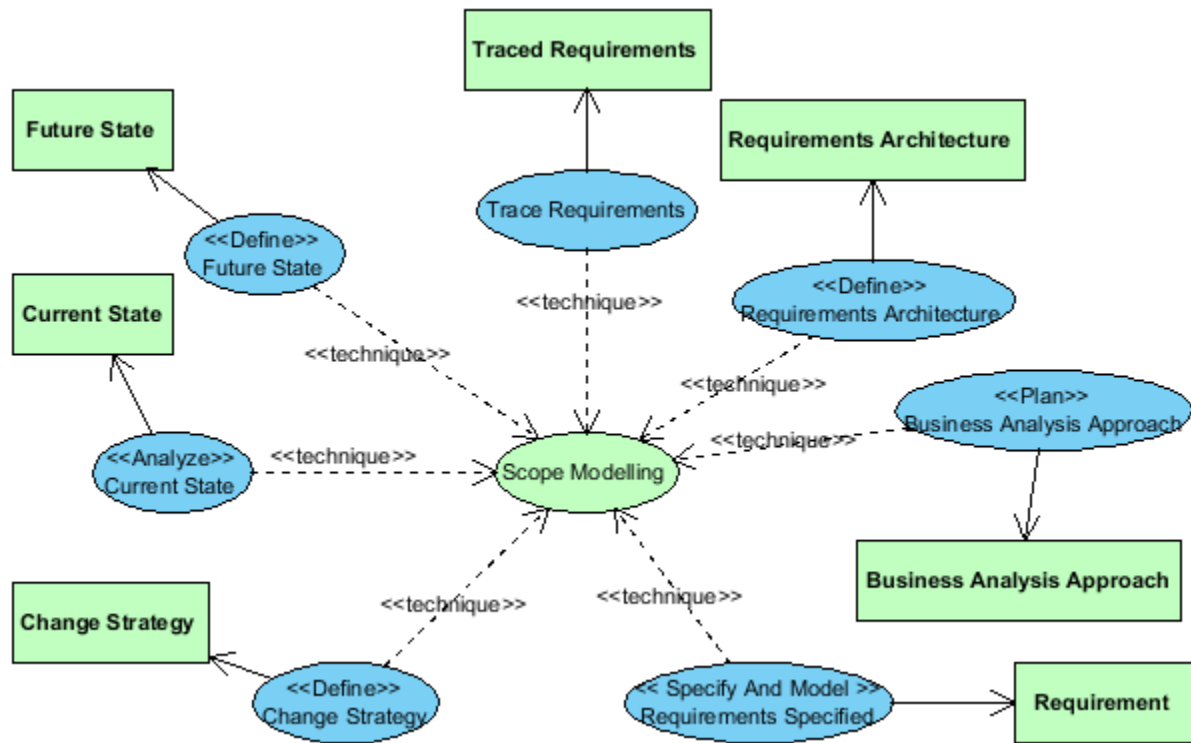 Traced Requirements
Future State
Requirements Architecture
Trace Requirements
<<Define>>
Future State
<<Define>>
Requirements Architecture
<<technique>>
Current State
<<technique>>
<<technique>>
<<Plan>>
Business Analysis Approach
<<technique>>
<<Analyze>>
Current State
<<technique>>
Scope Modelling
Business Analysis Approach
Change Strategy
<<technique>>
<<technique>>
<<Define>>
Change Strategy
<< Specify And Model >>
Requirements Specified
Requirement